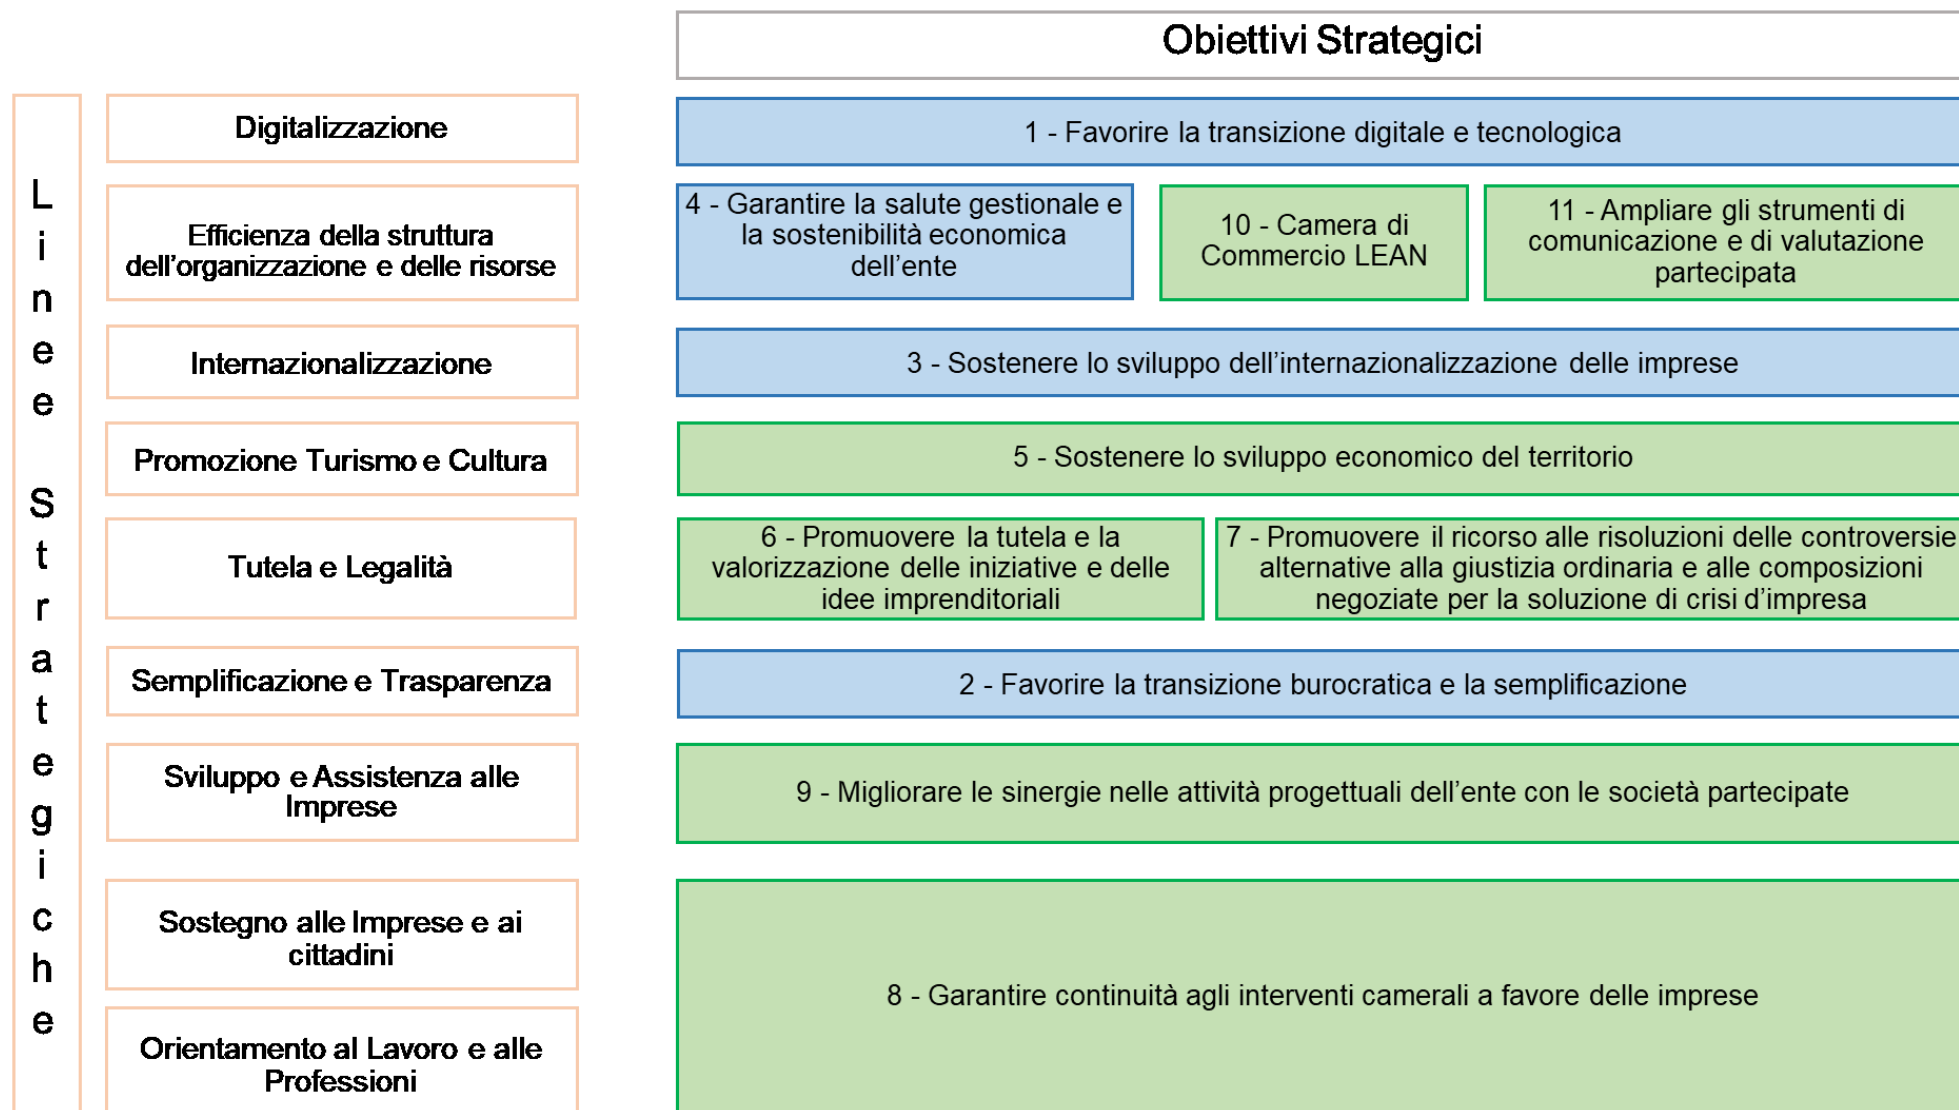 Obiettivi Strategici
Linee Strategiche
Digitalizzazione
1 - Favorire la transizione digitale e tecnologica
Efficienza della struttura
dell'organizzazione e delle risorse
4 - Garantire la salute gestionale e
la sostenibilità economica
dell'ente
10 - Camera di
Commercio LEAN
11 - Ampliare gli strumenti di
comunicazione e di valutazione
partecipata
Internazionalizzazione
3 - Sostenere lo sviluppo dell'internazionalizzazione delle imprese
Promozione Turismo e Cultura
5 - Sostenere lo sviluppo economico del territorio
Tutela e Legalità
6 - Promuovere la tutela e la
valorizzazione delle iniziative e delle
idee imprenditoriali
7 - Promuovere il ricorso alle risoluzioni delle controversie
alternative alla giustizia ordinaria e alle composizioni
negoziate per la soluzione di crisi d'impresa
Semplificazione e Trasparenza
2 - Favorire la transizione burocratica e la semplificazione
Sviluppo e Assistenza alle
Imprese
9 - Migliorare le sinergie nelle attività progettuali dell'ente con le società partecipate
Sostegno alle Imprese e ai
cittadini
8 - Garantire continuità agli interventi camerali a favore delle imprese
Orientamento al Lavoro e alle
Professioni